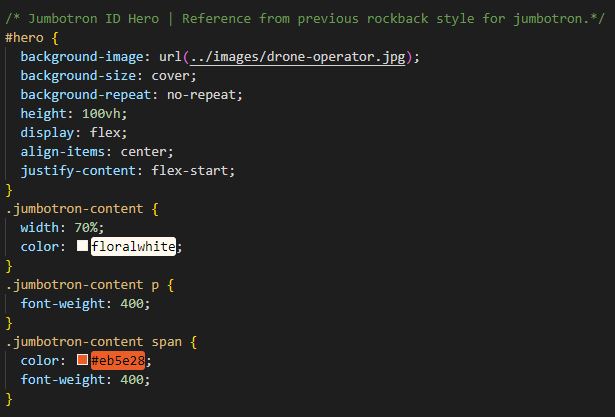 /* Jumbotron ID Hero | Reference from previous rockback style for jumbotron.*/
#hero {
  background-image: url(../images/drone-operator.jpg);
  background-size: cover;
  background-repeat: no-repeat;
  height: 100vh;
  display: flex;
  align-items: center;
  justify-content: flex-start;
}
.jumbotron-content {
  width: 70%;
  color: floralwhite;
}
.jumbotron-content p {
  font-weight: 400;
}
.jumbotron-content span {
  color: #eb5e28;
  font-weight: 400;
}